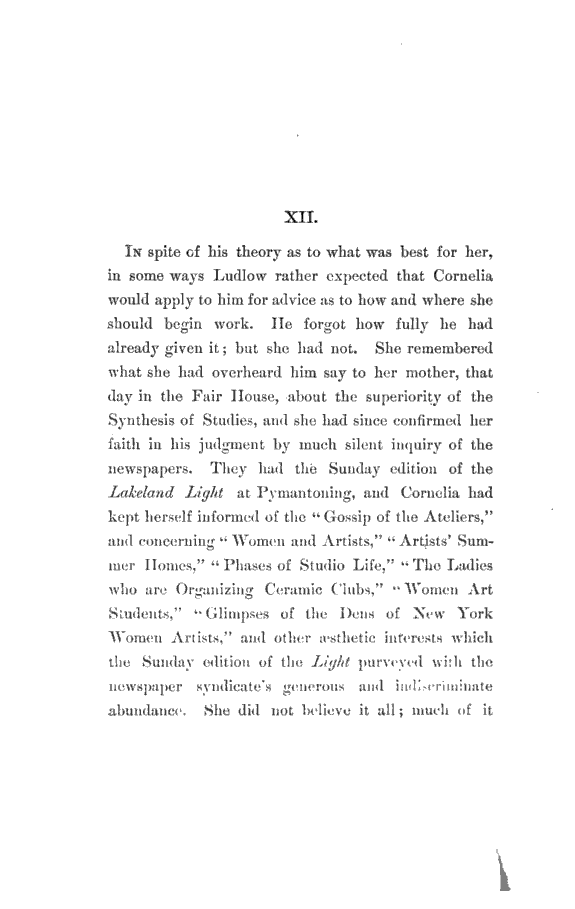 XII.
In spite of his theory as to what was best for her,
in some ways Ludlow rather expected that Cornelia
would apply to him for advice as to how and where she
should begin work. He forgot how fully he had
already given it; but she had not. She remembered
what she had overheard him say to her mother, that
day in the Fair House, about the superiority of the
Synthesis of Studies, and she had since confirmed her
faith in his judgment by much silent inquiry of the
newspapers. They had the Sunday edition of the
Lakeland Light at Pymantoning, and Cornelia had
kept herself informed of the “Gossip of the Ateliers,”
and concerning “Women and Artists,” “Artists’ Sum-
mer Homes,” “Phases of Studio Life,” “The Ladies
who are Organizing Ceramic Clubs,” “Women Art
Students,” “Glimpses of the Dens of New York
Women Artists,” and other æsthetic interests which
the Sunday edition of the Light purveyed with the
newspaper syndicate’s generous and indiscriminate
abundance. She did not believe it all; much of it